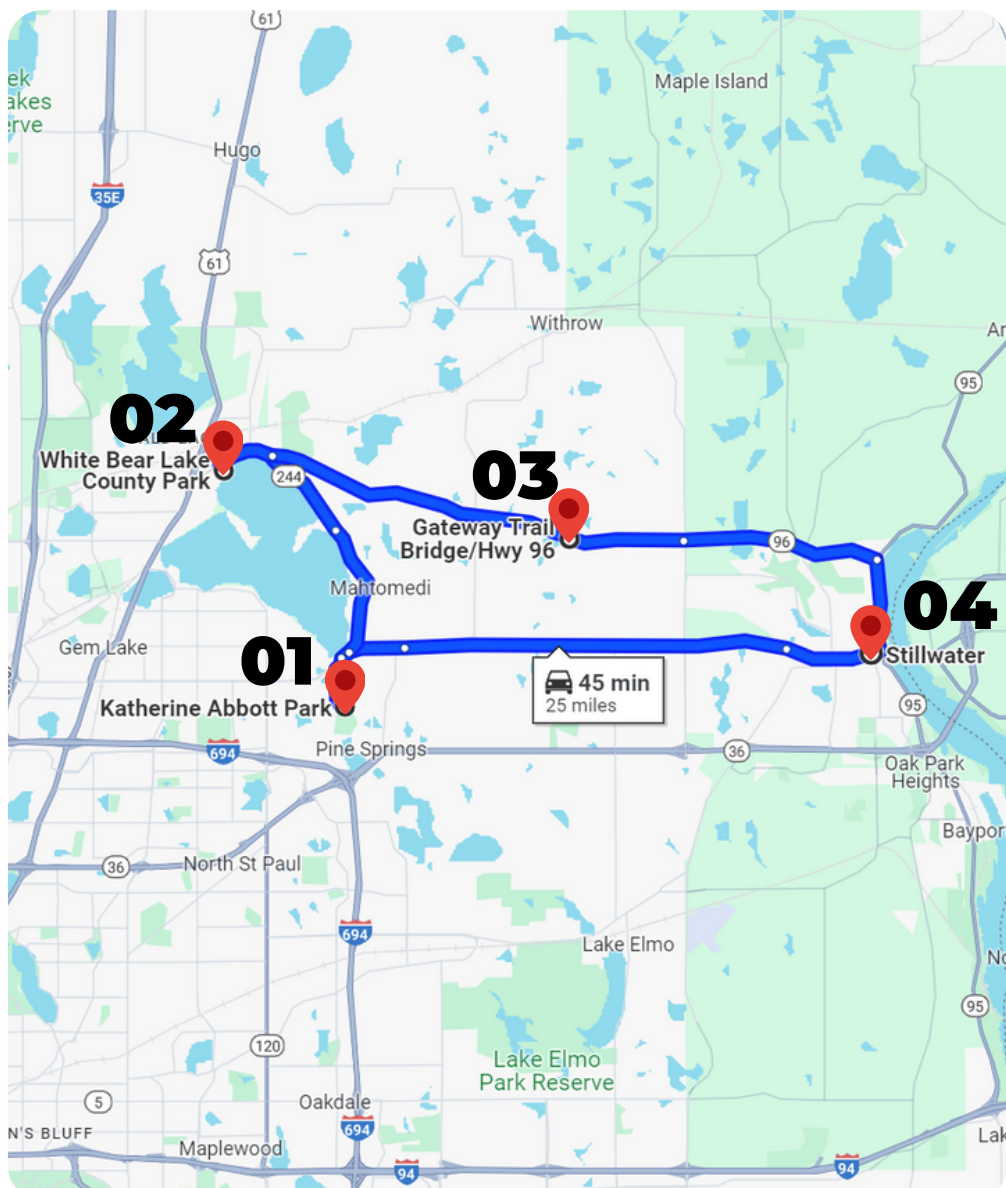 61
ek
akes
erve
Maple Island
Hugo
35E
61
Withrow
95
02
White Bear Lake
County Park
244
03
Gateway Trail
Bridge/Hwy 96
96
Mahtomedi
04
Gem Lake
01
Stillwater
45 min
25 miles
Katherine Abbott Park
95
694
Pine Springs
36
Oak Park
Heights
Baypor
36
North St Paul
694
Lake Elmo
No
95
120
Lake Elmo
Park Reserve
5
Oakdale
694
N'S BLUFF
Maplewood
Lak
94
94